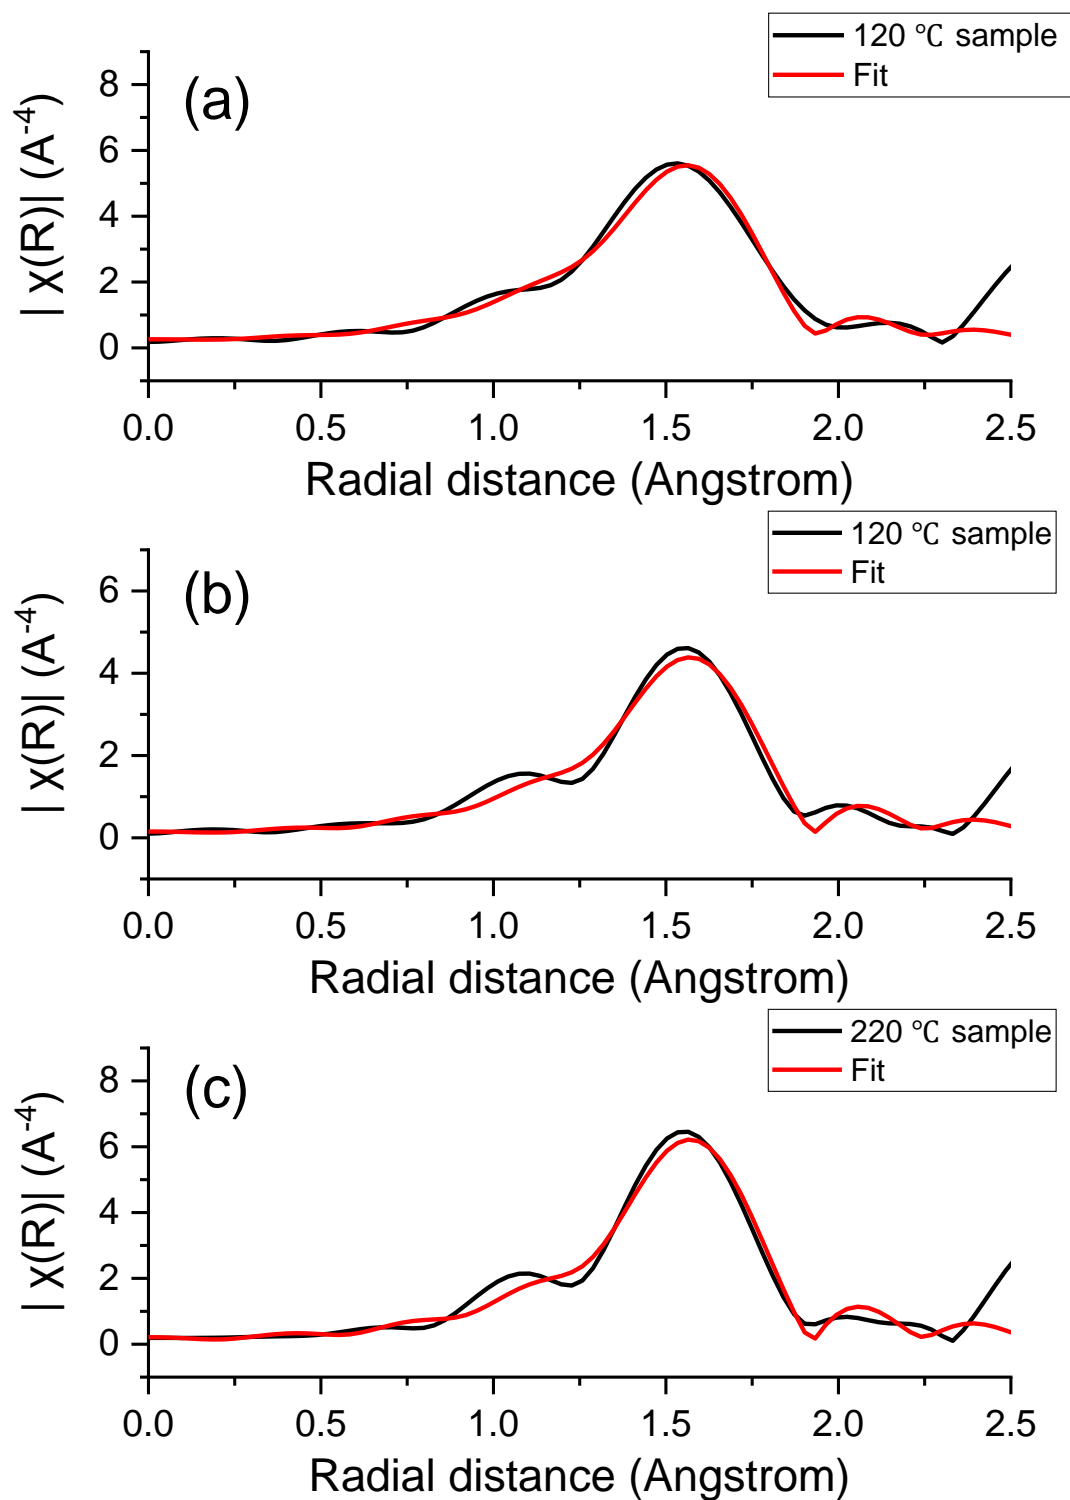 120 ℃ sample
Fit
(a)
| χ(R)| (A⁻⁴)
8
6
4
2
0
0.0 0.5 1.0 1.5 2.0 2.5
Radial distance (Angstrom)
120 ℃ sample
Fit
(b)
| χ(R)| (A⁻⁴)
6
4
2
0
0.0 0.5 1.0 1.5 2.0 2.5
Radial distance (Angstrom)
220 ℃ sample
Fit
(c)
| χ(R)| (A⁻⁴)
8
6
4
2
0
0.0 0.5 1.0 1.5 2.0 2.5
Radial distance (Angstrom)